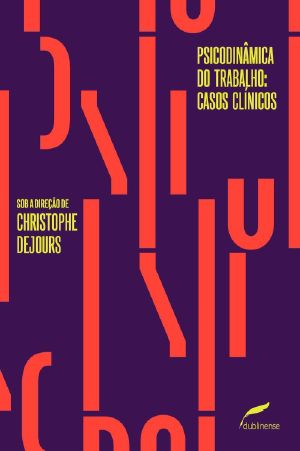 PSICODINÂMICA
DO TRABALHO:
CASOS CLÍNICOS
SOB A DIREÇÃO DE
CHRISTOPHE
DEJOURS
dublinense